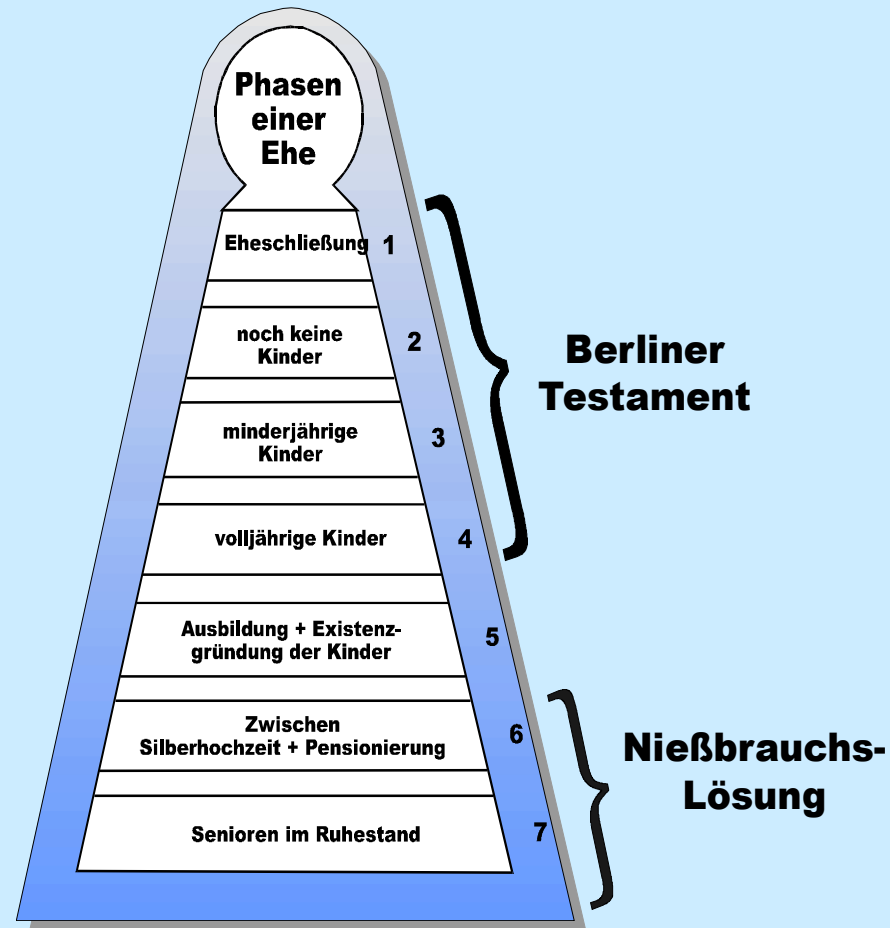 Phasen
einer
Ehe
Eheschließung 1
noch keine
Kinder
2
minderjährige
Kinder
3
volljährige Kinder 4
Ausbildung + Existenz-
gründung der Kinder
5
Zwischen
Silberhochzeit + Pensionierung
6
Senioren im Ruhestand 7
Berliner
Testament
Nießbrauchs-
Lösung